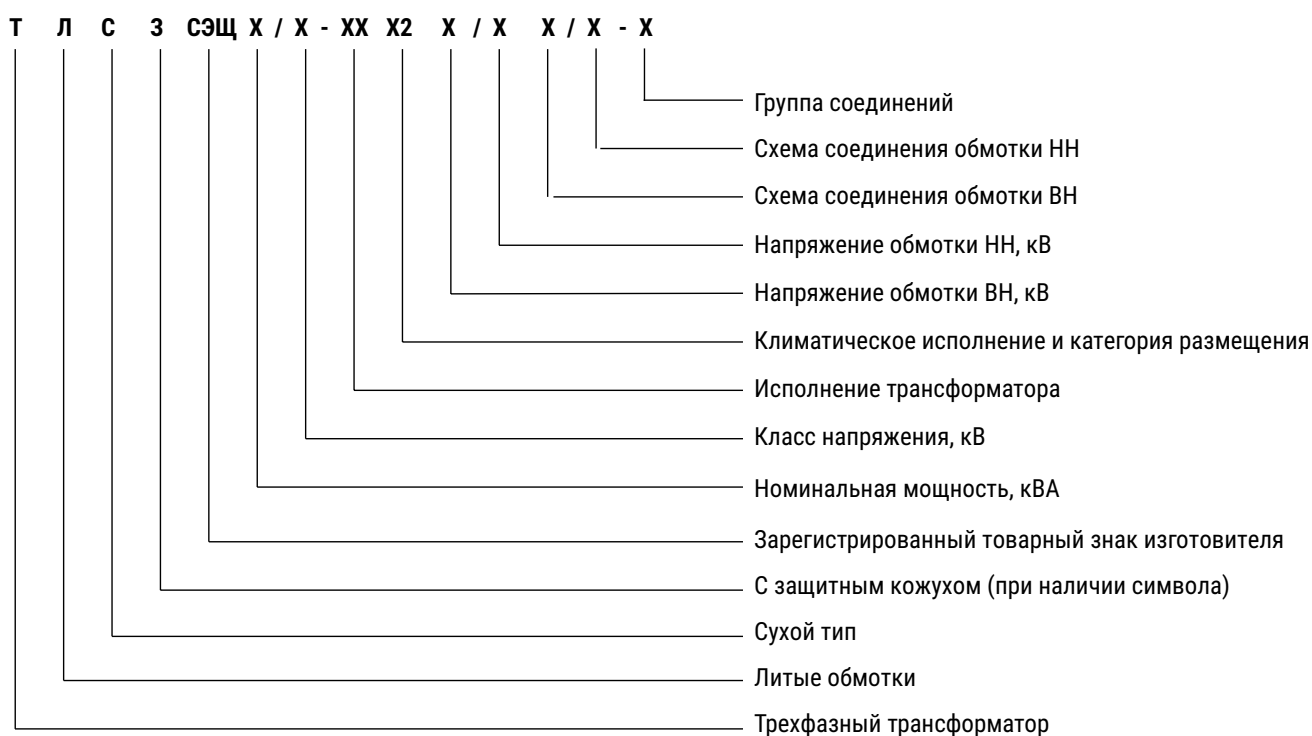 Т Л С З СЭЩ Х / Х - ХХ Х2 Х / Х Х / Х - Х
Группа соединений
Схема соединения обмотки НН
Схема соединения обмотки ВН
Напряжение обмотки НН, кВ
Напряжение обмотки ВН, кВ
Климатическое исполнение и категория размещения
Исполнение трансформатора
Класс напряжения, кВ
Номинальная мощность, кВА
Зарегистрированный товарный знак изготовителя
С защитным кожухом (при наличии символа)
Сухой тип
Литые обмотки
Трехфазный трансформатор